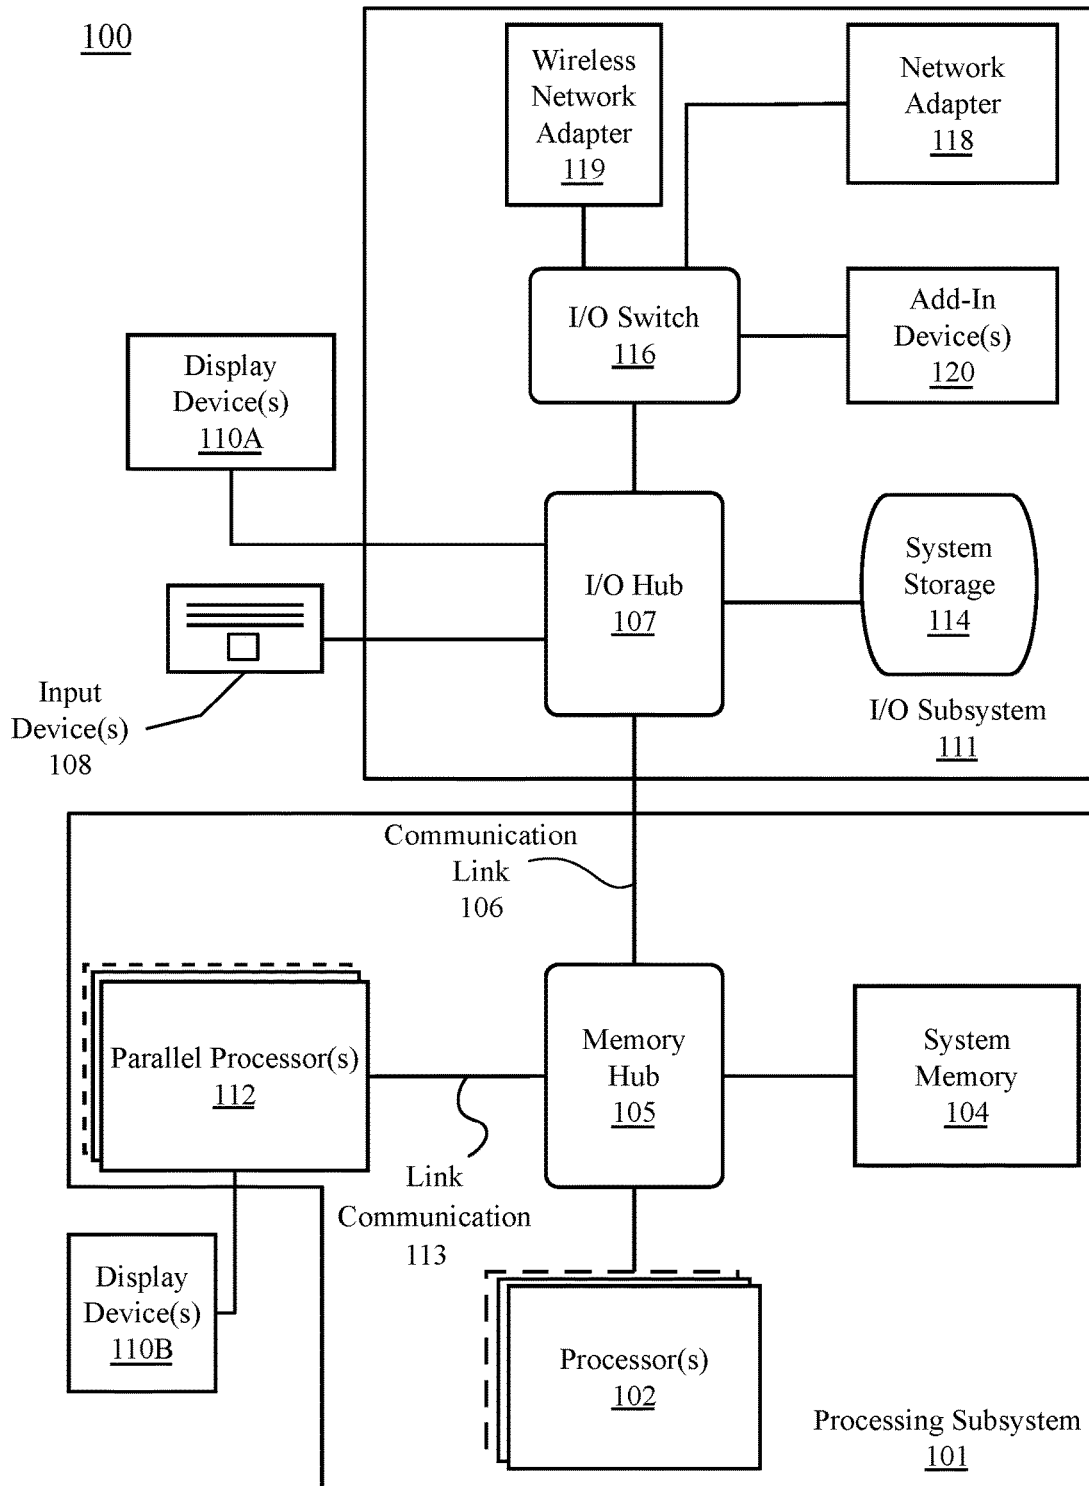 100
Wireless
Network
Adapter
119
Network
Adapter
118
I/O Switch
116
Add-In
Device(s)
120
Display
Device(s)
110A
I/O Hub
107
System
Storage
114
Input
Device(s)
108
I/O Subsystem
111
Communication
Link
106
Parallel Processor(s)
112
Memory
Hub
105
System
Memory
104
Link
Communication
113
Display
Device(s)
110B
Processor(s)
102
Processing Subsystem
101